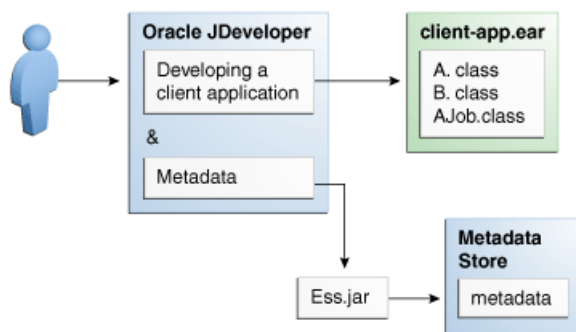 Oracle JDeveloper
Developing a
client application
&
Metadata
client-app.ear
A. class
B. class
AJob.class
Ess.jar
Metadata
Store
metadata